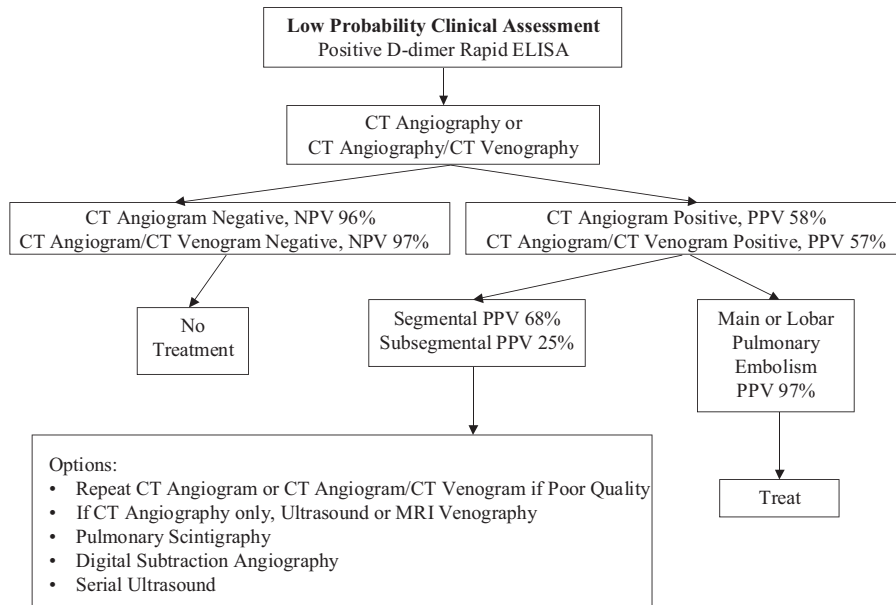 Low Probability Clinical Assessment
Positive D-dimer Rapid ELISA
CT Angiography or
CT Angiography/CT Venography
CT Angiogram Negative, NPV 96%
CT Angiogram/CT Venogram Negative, NPV 97%
CT Angiogram Positive, PPV 58%
CT Angiogram/CT Venogram Positive, PPV 57%
No
Treatment
Segmental PPV 68%
Subsegmental PPV 25%
Main or Lobar
Pulmonary
Embolism
PPV 97%
Options:
• Repeat CT Angiogram or CT Angiogram/CT Venogram if Poor Quality
• If CT Angiography only, Ultrasound or MRI Venography
• Pulmonary Scintigraphy
• Digital Subtraction Angiography
• Serial Ultrasound
Treat